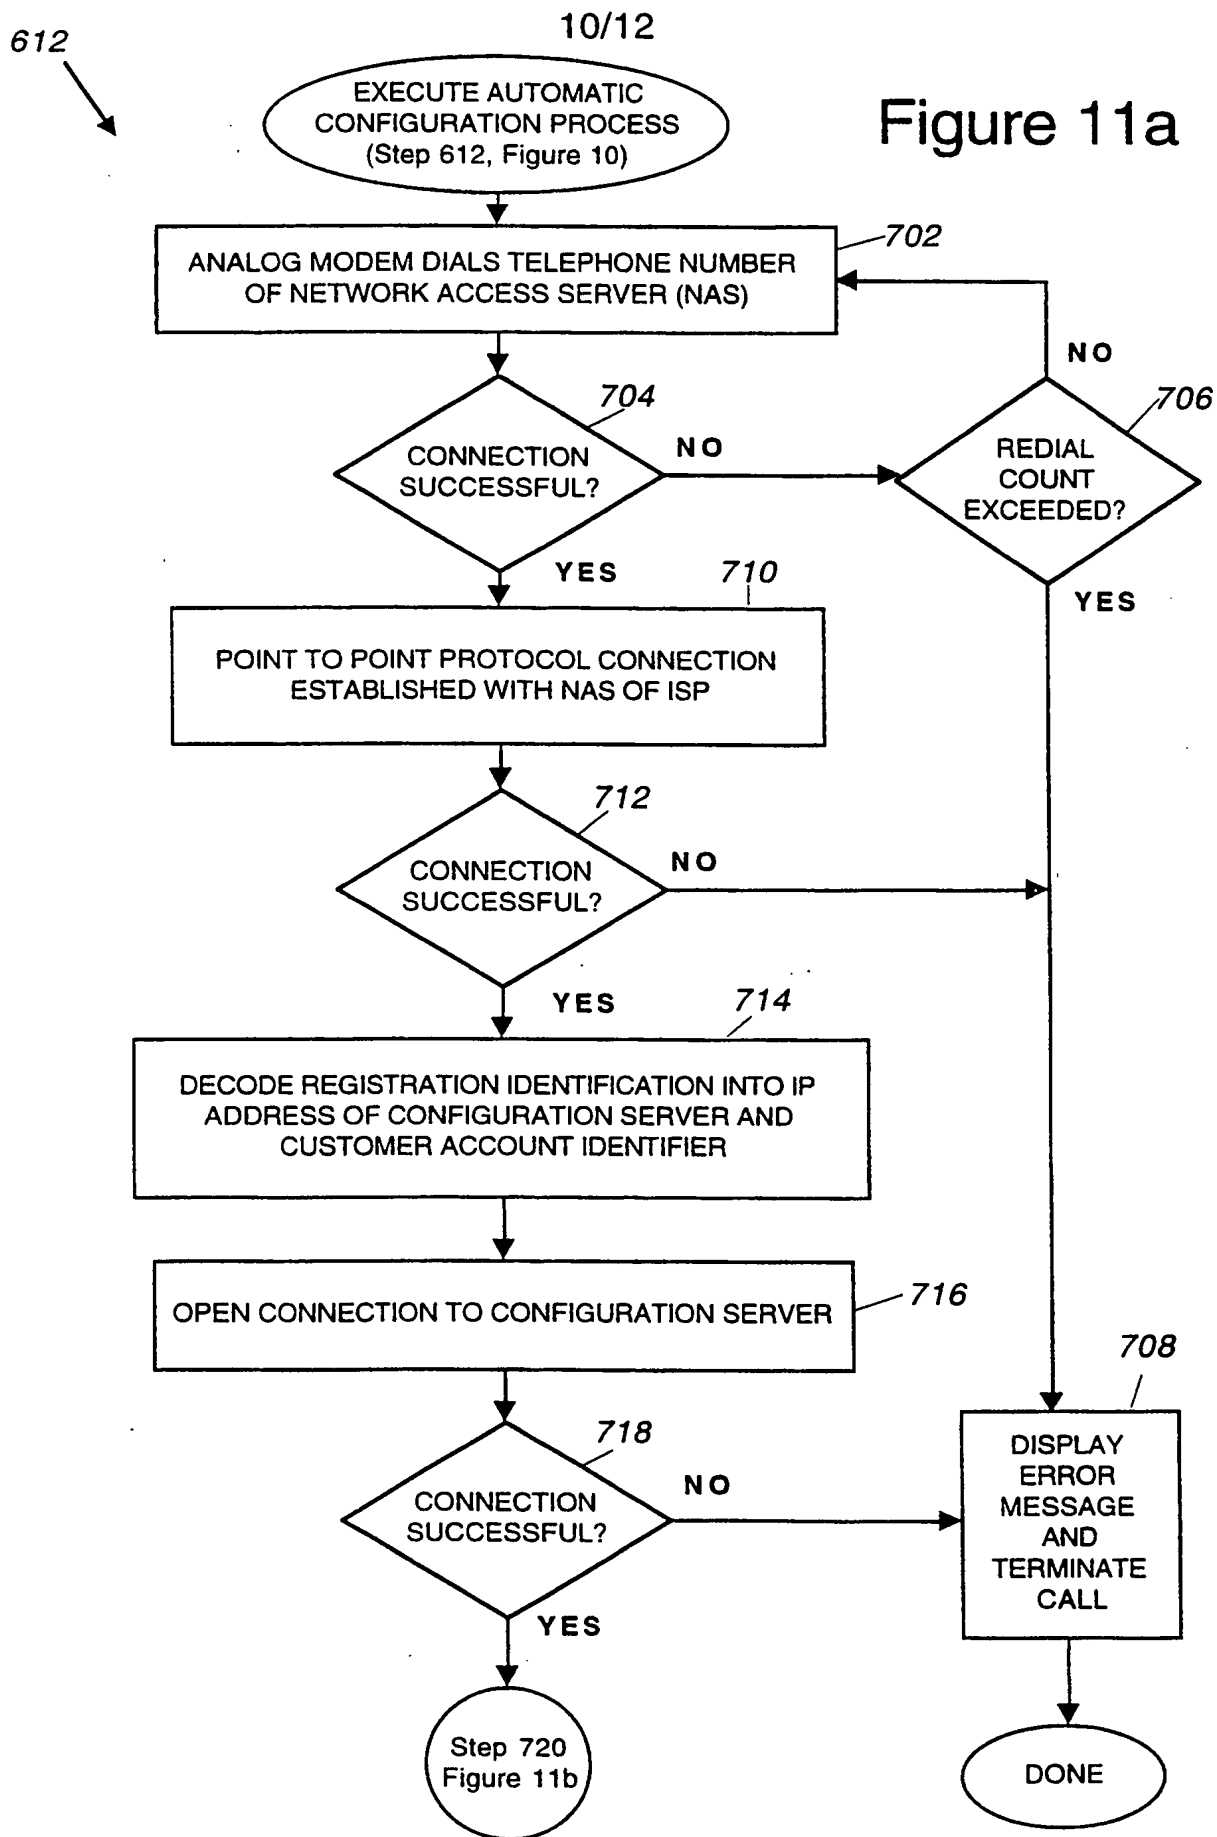 10/12
612
Figure 11a
EXECUTE AUTOMATIC
CONFIGURATION PROCESS
(Step 612, Figure 10)
702
ANALOG MODEM DIALS TELEPHONE NUMBER
OF NETWORK ACCESS SERVER (NAS)
NO
704
706
CONNECTION
SUCCESSFUL?
NO
REDIAL
COUNT
EXCEEDED?
YES
710
YES
POINT TO POINT PROTOCOL CONNECTION
ESTABLISHED WITH NAS OF ISP
712
CONNECTION
SUCCESSFUL?
NO
YES
714
DECODE REGISTRATION IDENTIFICATION INTO IP
ADDRESS OF CONFIGURATION SERVER AND
CUSTOMER ACCOUNT IDENTIFIER
OPEN CONNECTION TO CONFIGURATION SERVER
716
708
718
CONNECTION
SUCCESSFUL?
NO
DISPLAY
ERROR
MESSAGE
AND
TERMINATE
CALL
YES
Step 720
Figure 11b
DONE